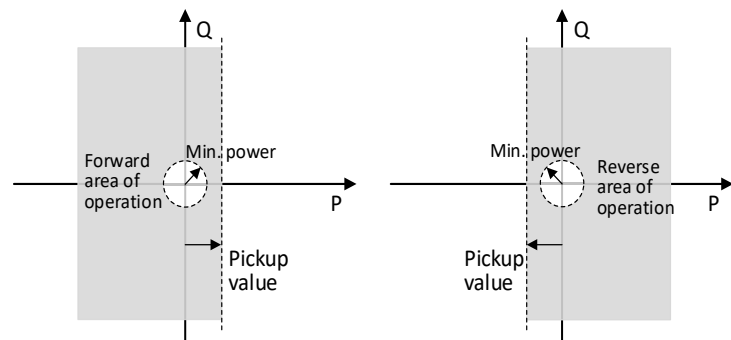 Q
Min. power
Forward
area of
operation
P
Pickup
value
Q
Min. power
Reverse
area of
operation
P
Pickup
value